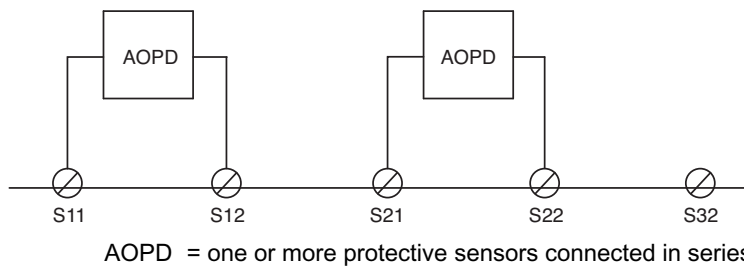 AOPD AOPD
S11 S12 S21 S22 S32
AOPD = one or more protective sensors connected in series